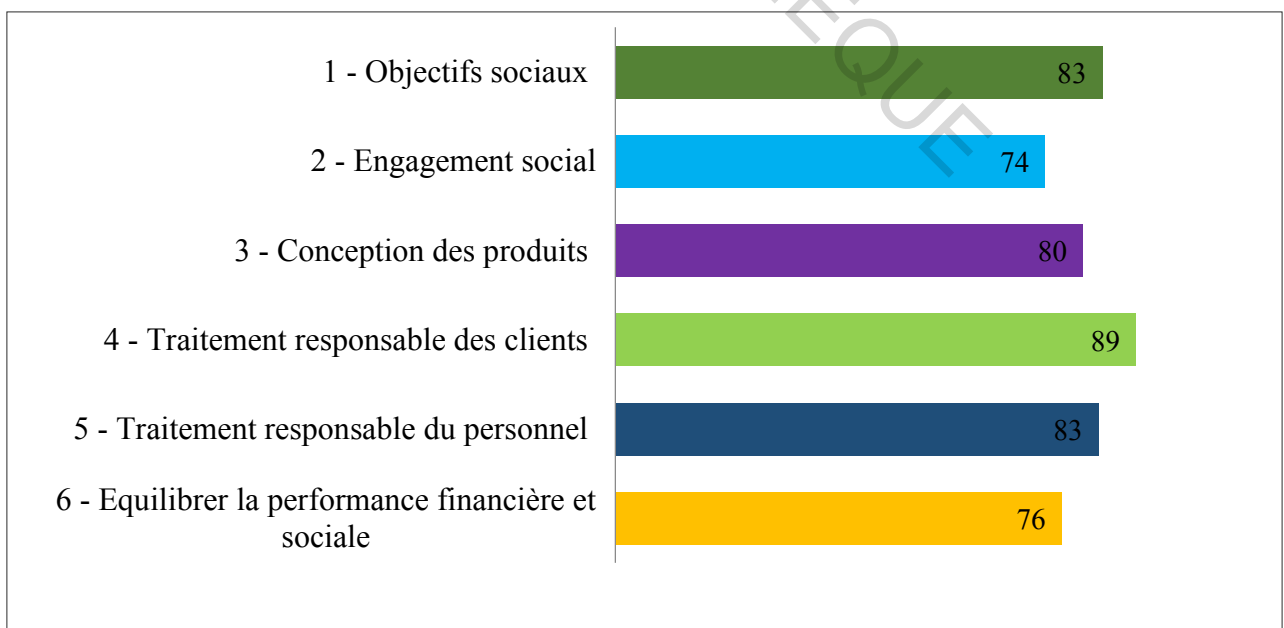 EQUE
1 - Objectifs sociaux 83
2 - Engagement social 74
3 - Conception des produits 80
4 - Traitement responsable des clients 89
5 - Traitement responsable du personnel 83
6 - Equilibrer la performance financière et
sociale 76